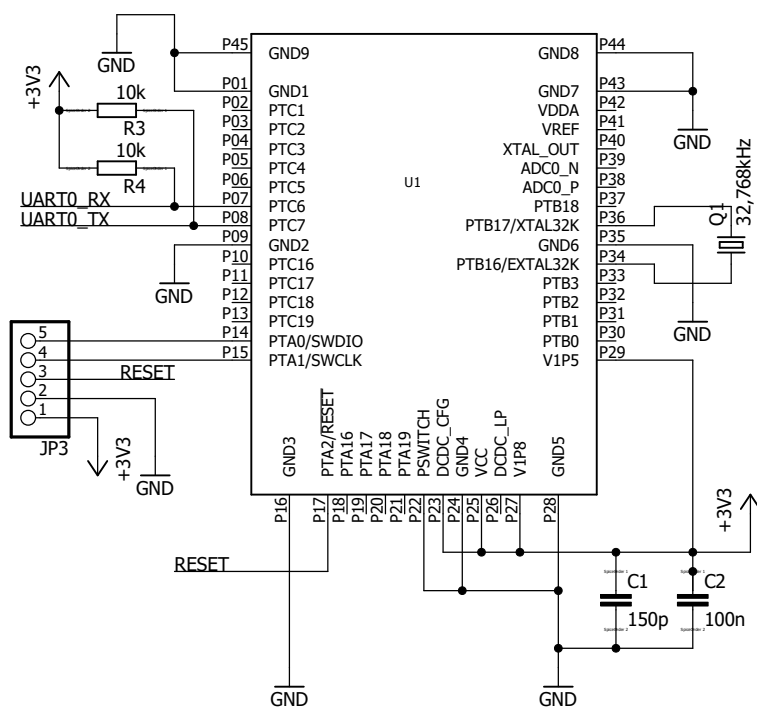 P45
GND9
GND8
P44
GND
+3V3
P01
GND1
GND7
P43
10k
P02
PTC1
VDDA
P42
R3
P03
PTC2
VREF
P41
GND
P04
PTC3
XTAL_OUT
P40
10k
P05
PTC4
ADC0_N
P39
R4
P06
PTC5
U1
ADC0_P
P38
UART0_RX
P07
PTC6
PTB18
P37
UART0_TX
P08
PTC7
PTB17/XTAL32K
P36
Q1
32,768kHz
P09
GND2
GND6
P35
P10
PTC16
PTB16/EXTAL32K
P34
GND
P11
PTC17
PTB3
P33
P12
PTC18
PTB2
P32
P13
PTC19
PTB1
P31
GND
5
P14
PTA0/SWDIO
PTB0
P30
4
P15
PTA1/SWCLK
V1P5
P29
3
RESET
2
1
JP3
+3V3
GND
GND3
PTA2/RESET
PTA16
PTA17
PTA18
PTA19
PSWITCH
DCDC_CFG
GND4
VCC
DCDC_LP
V1P8
GND5
P16
P17
P18
P19
P20
P21
P22
P23
P24
P25
P26
P27
P28
+3V3
RESET
C1
150p
C2
100n
GND
GND